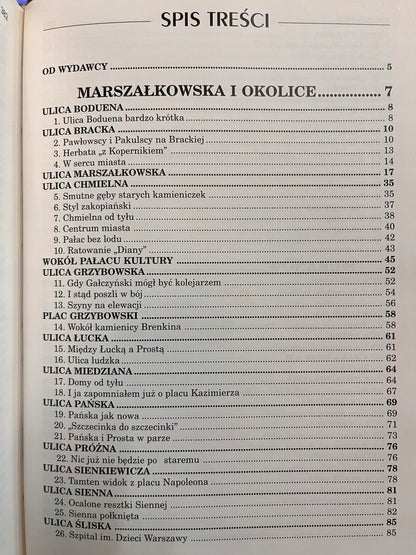 SPIS TREŚCI
OD WYDAWCY 5
MARSZAŁKOWSKA I OKOLICE 7
ULICA BODUENA 8
1. Ulica Boduena bardzo krótka 8
ULICA BRACKA 10
2. Pawłowscy i Pakulscy na Brackiej 10
3. Herbata „z Kopernikiem” 13
4. W sercu miasta 14
ULICA MARSZAŁKOWSKA 17
ULICA CHMIELNA 35
5. Smutne gęby starych kamieniczek 35
6. Styl zakopiański 37
7. Chmielna od tyłu 38
8. Centrum miasta 40
9. Pałac bez lodu 42
10. Ratowanie „Diany” 43
WOKÓŁ PAŁACU KULTURY 45
ULICA GRZYBOWSKA 52
11. Gdy Gałczyński mógł być kolejarzem 52
12. I stąd poszli w bój 54
13. Szyny na elewacji 56
PLAC GRZYBOWSKI 58
14. Wokół kamienicy Brenkina 58
ULICA ŁUCKA 61
15. Między Łucką a Prostą 61
16. Ulica ludzka 62
ULICA MIEDZIANA 64
17. Domy od tyłu 64
18. I ja zapomniałem już o placu Kazimierza 67
ULICA PAŃSKA 69
19. Pańska jak nowa 69
20. „Szczecinka do szczecinki” 71
21. Pańska i Prosta w parze 73
ULICA PRÓŻNA 76
22. Nic już nie będzie po staremu 76
ULICA SIENKIEWICZA 78
23. Tamten widok z placu Napoleona 78
ULICA SIENNA 81
24. Ocalone resztki Siennej 81
25. Sienna połknięta 82
ULICA ŚLISKA 85
26. Szpital im. Dzieci Warszawy 85